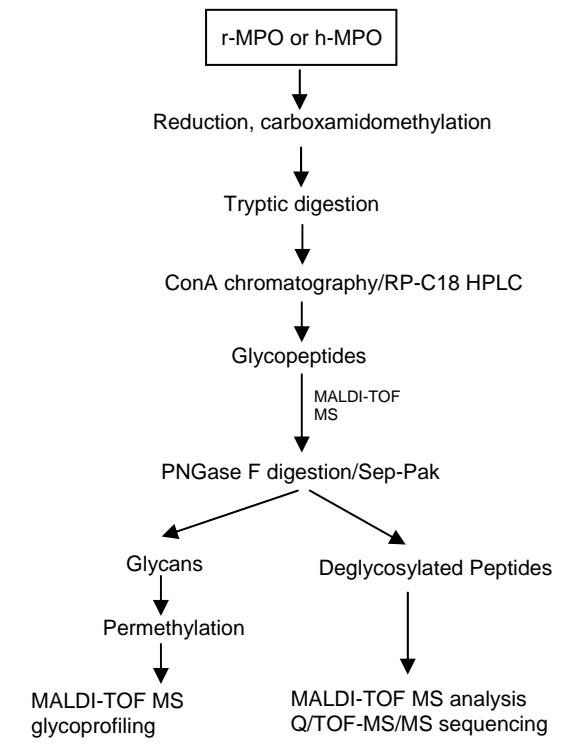 r-MPO or h-MPO
Reduction, carboxamidomethylation
Tryptic digestion
ConA chromatography/RP-C18 HPLC
Glycopeptides
MALDI-TOF
MS
PNGase F digestion/Sep-Pak
Glycans
Permethylation
MALDI-TOF MS
glycoprofiling
Deglycosylated Peptides
MALDI-TOF MS analysis
Q/TOF-MS/MS sequencing